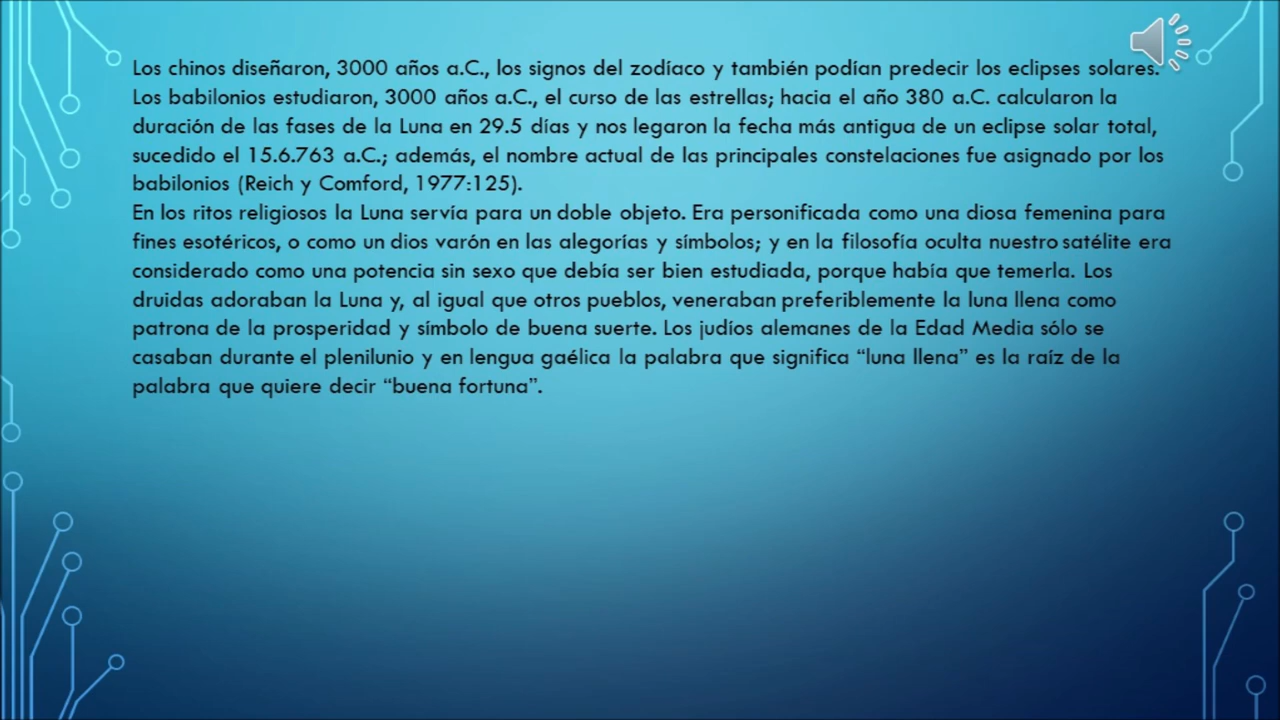 Los chinos diseñaron, 3000 años a.C., los signos del zodíaco y también podían predecir los eclipses solares.
Los babilonios estudiaron, 3000 años a.C., el curso de las estrellas; hacia el año 380 a.C. calcularon la
duración de las fases de la Luna en 29.5 días y nos legaron la fecha más antigua de un eclipse solar total,
sucedido el 15.6.763 a.C.; además, el nombre actual de las principales constelaciones fue asignado por los
babilonios (Reich y Comford, 1977:125).
En los ritos religiosos la Luna servía para un doble objeto. Era personificada como una diosa femenina para
fines esotéricos, o como un dios varón en las alegorías y símbolos; y en la filosofía oculta nuestro satélite era
considerado como una potencia sin sexo que debía ser bien estudiada, porque había que temerla. Los
druidas adoraban la Luna y, al igual que otros pueblos, veneraban preferiblemente la luna llena como
patrona de la prosperidad y símbolo de buena suerte. Los judíos alemanes de la Edad Media sólo se
casaban durante el plenilunio y en lengua gaélica la palabra que significa “luna llena” es la raíz de la
palabra que quiere decir “buena fortuna”.